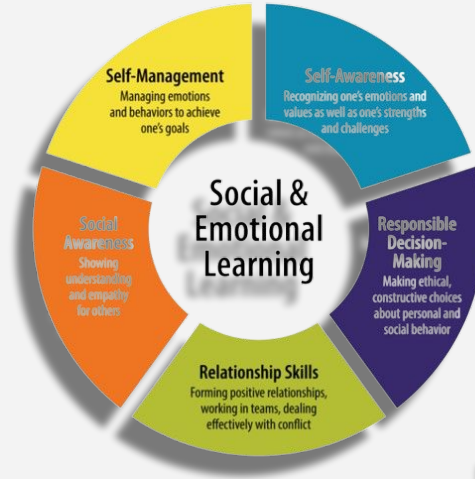 Self-Management
Managing emotions
and behaviors to achieve
one's goals
Self-Awareness
Recognizing one's emotions and
values as well as one's strengths
and challenges
Social &
Emotional
Learning
Social
Awareness
Showing
understanding
and empathy
for others
Responsible
Decision-
Making
Making ethical,
constructive choices
about personal and
social behavior
Relationship Skills
Forming positive relationships,
working in teams, dealing
effectively with conflict